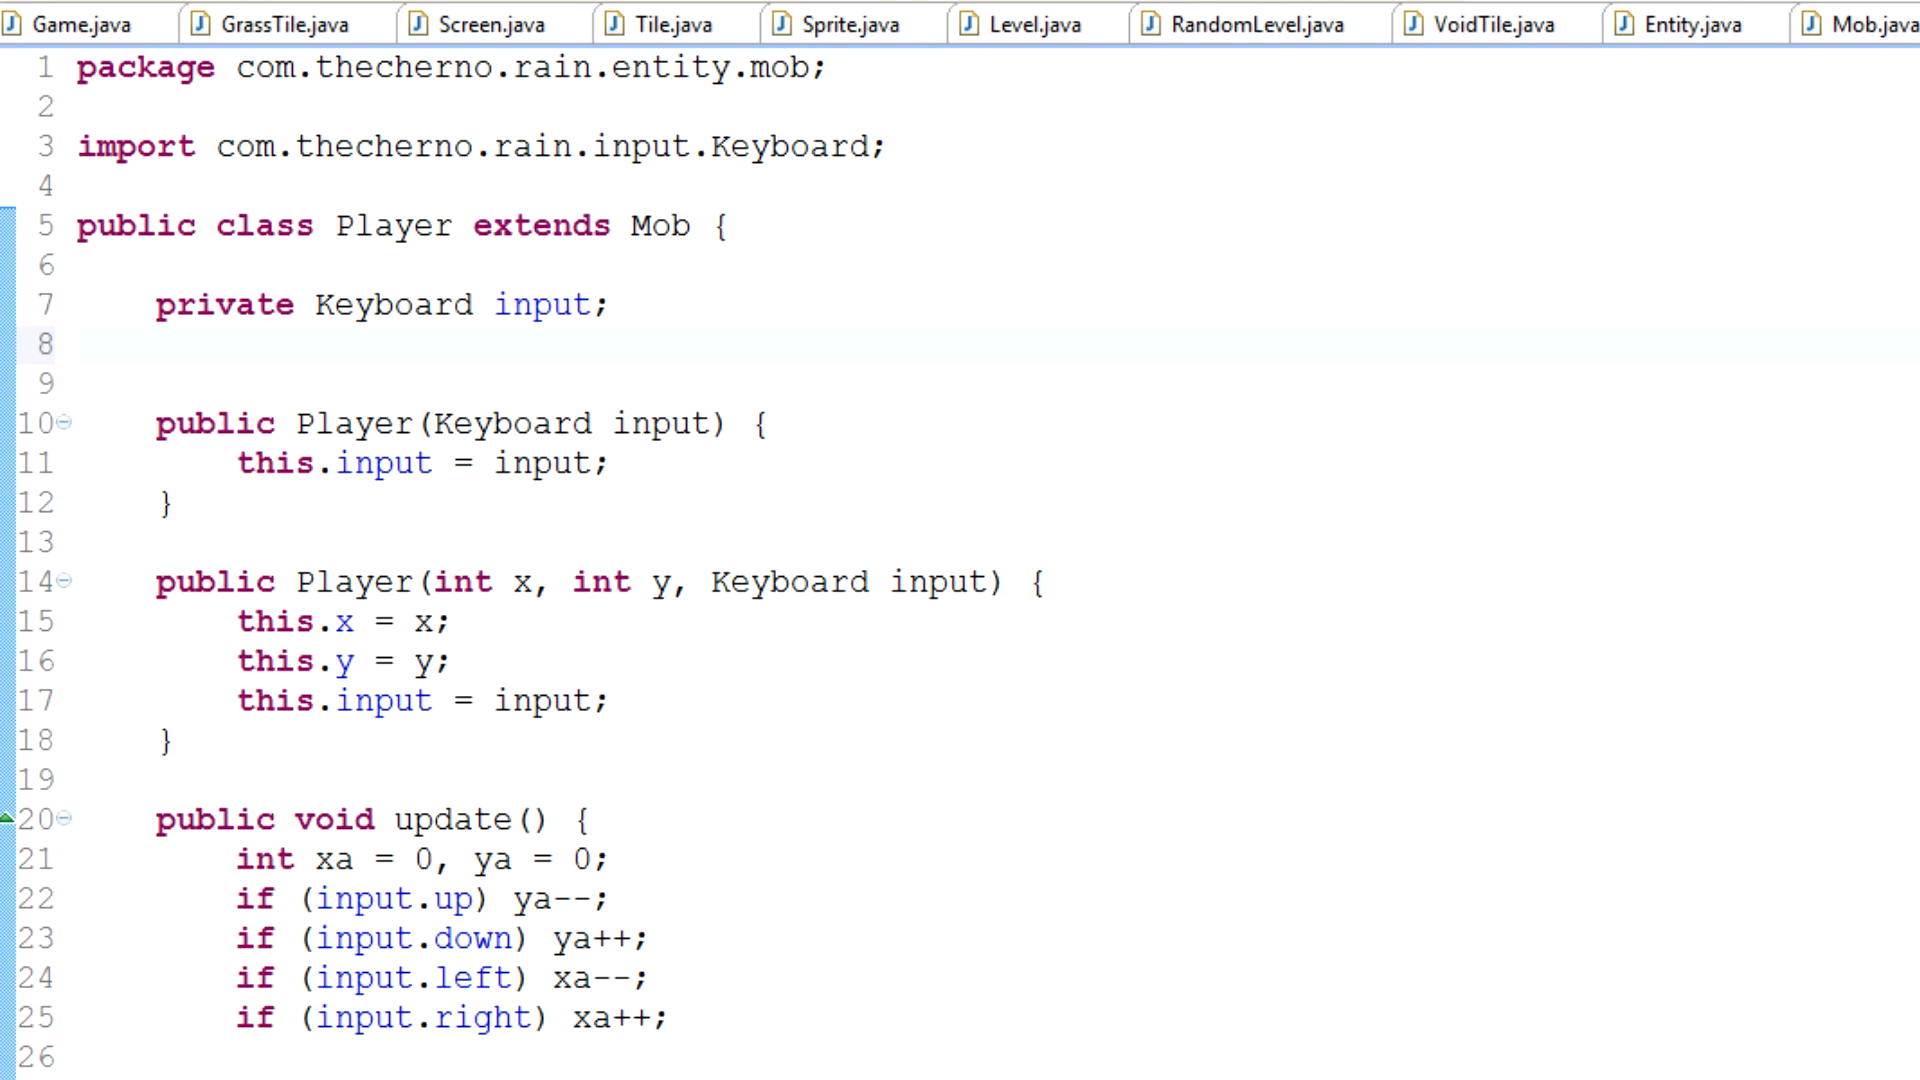 Game.java GrassTile.java Screen.java Tile.java Sprite.java Level.java RandomLevel.java VoidTile.java Entity.java Mob.java
1 package com.thecherno.rain.entity.mob;
2
3 import com.thecherno.rain.input.Keyboard;
4
5 public class Player extends Mob {
6
7     private Keyboard input;
8
9
10     public Player(Keyboard input) {
11         this.input = input;
12     }
13
14     public Player(int x, int y, Keyboard input) {
15         this.x = x;
16         this.y = y;
17         this.input = input;
18     }
19
20     public void update() {
21         int xa = 0, ya = 0;
22         if (input.up) ya--;
23         if (input.down) ya++;
24         if (input.left) xa--;
25         if (input.right) xa++;
26